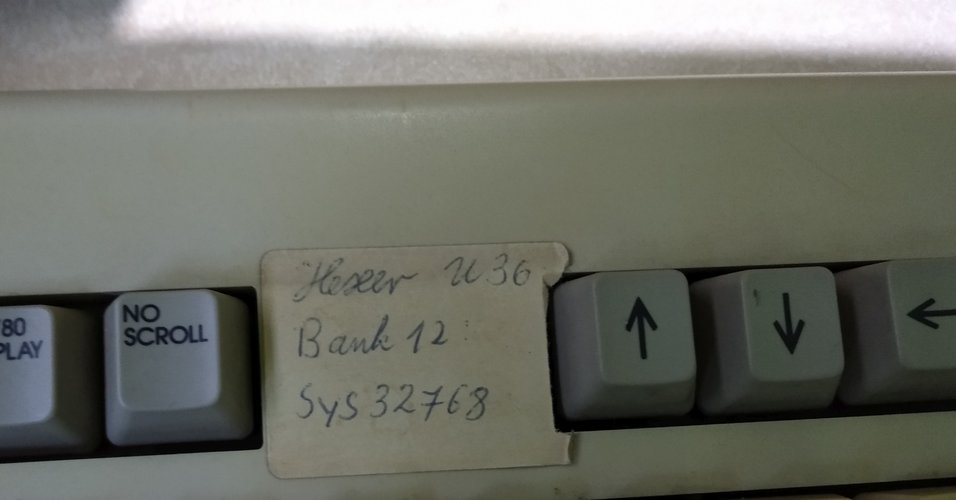 Hexer U36
Bank 12:
Sys 32768
NO
SCROLL
80
PLAY
↑
↓
←